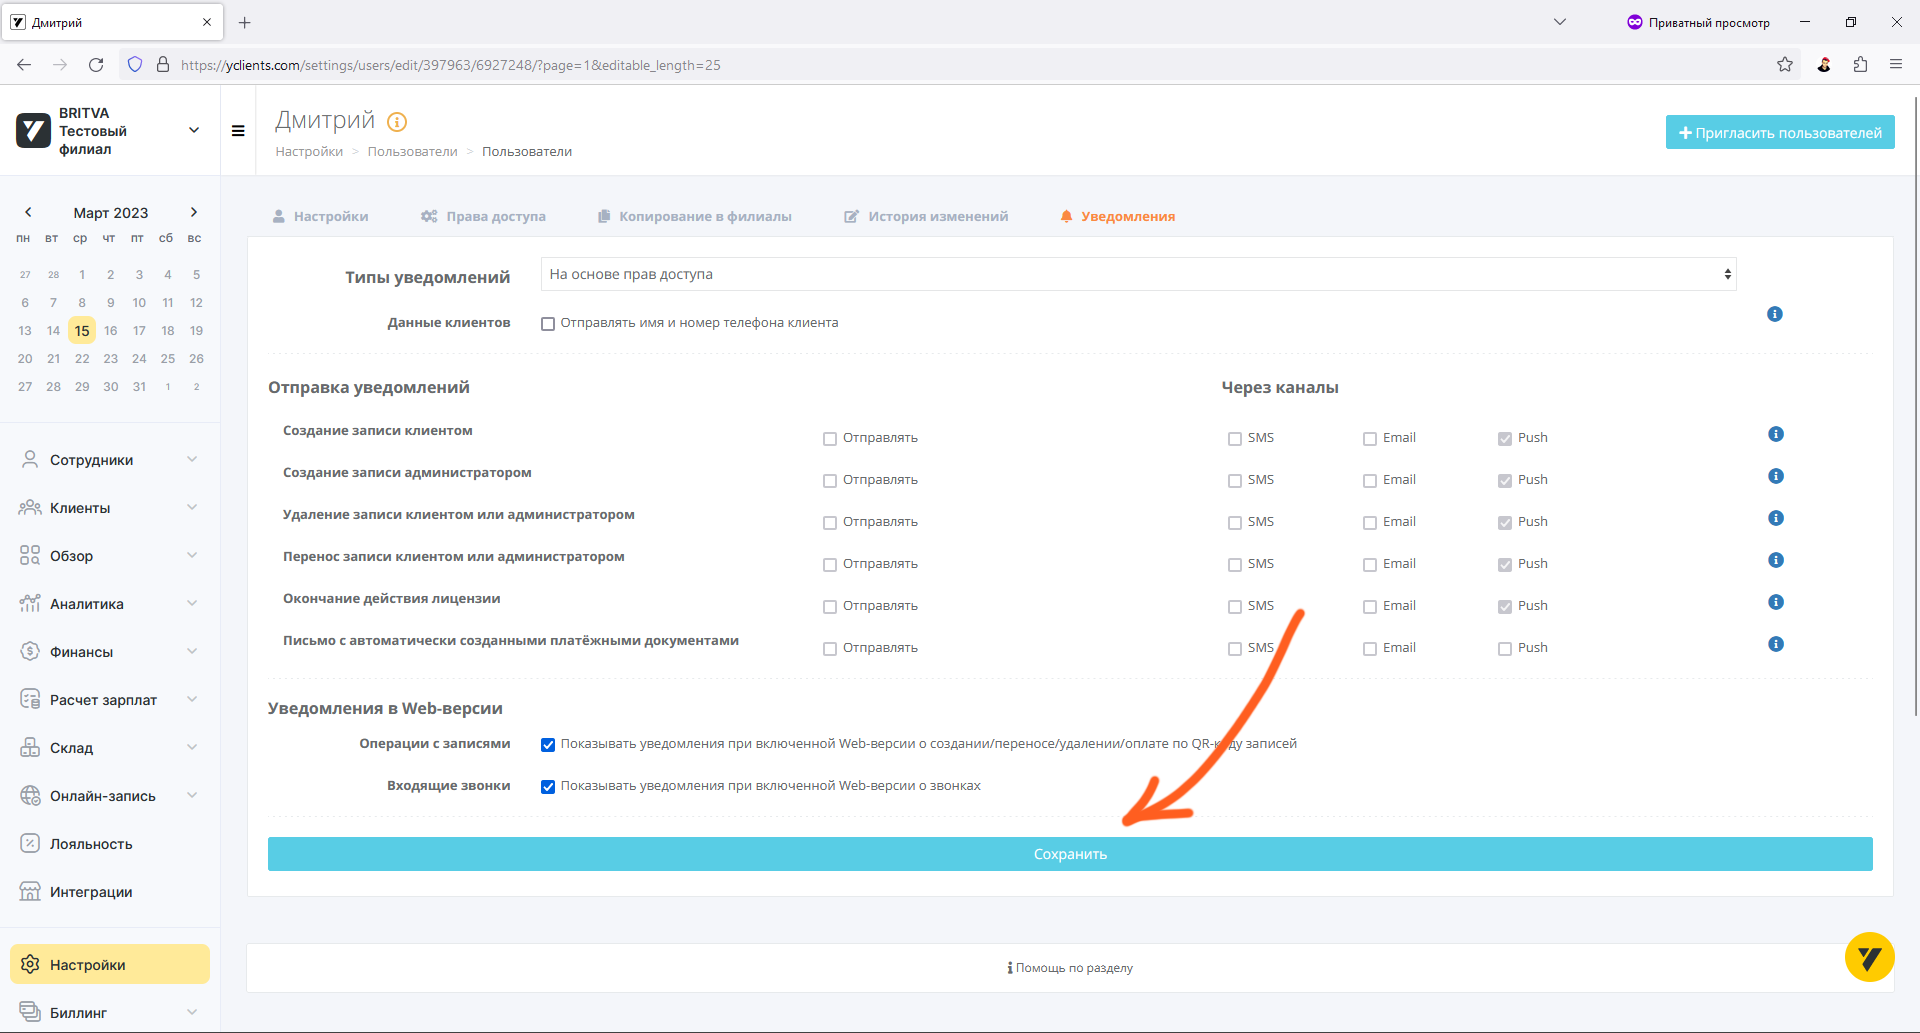 Дмитрий
Приватный просмотр
https://yclients.com/settings/users/edit/397963/6927248/?page=1&editable_length=25
BRITVA
Тестовый
филиал
Дмитрий
Настройки > Пользователи > Пользователи
Пригласить пользователей
Март 2023
пн вт ср чт пт сб вс
27 28 1 2 3 4 5
6 7 8 9 10 11 12
13 14 15 16 17 18 19
20 21 22 23 24 25 26
27 28 29 30 31 1 2
Сотрудники
Клиенты
Обзор
Аналитика
Финансы
Расчет зарплат
Склад
Онлайн-запись
Лояльность
Интеграции
Настройки
Биллинг
Настройки Права доступа Копирование в филиалы История изменений Уведомления
Типы уведомлений На основе прав доступа
Данные клиентов Отправлять имя и номер телефона клиента
Отправка уведомлений Через каналы
Создание записи клиентом Отправлять SMS Email Push
Создание записи администратором Отправлять SMS Email Push
Удаление записи клиентом или администратором Отправлять SMS Email Push
Перенос записи клиентом или администратором Отправлять SMS Email Push
Окончание действия лицензии Отправлять SMS Email Push
Письмо с автоматически созданными платёжными документами Отправлять SMS Email Push
Уведомления в Web-версии
Операции с записями Показывать уведомления при включенной Web-версии о создании/переносе/удалении/оплате по QR-коду записей
Входящие звонки Показывать уведомления при включенной Web-версии о звонках
Сохранить
Помощь по разделу